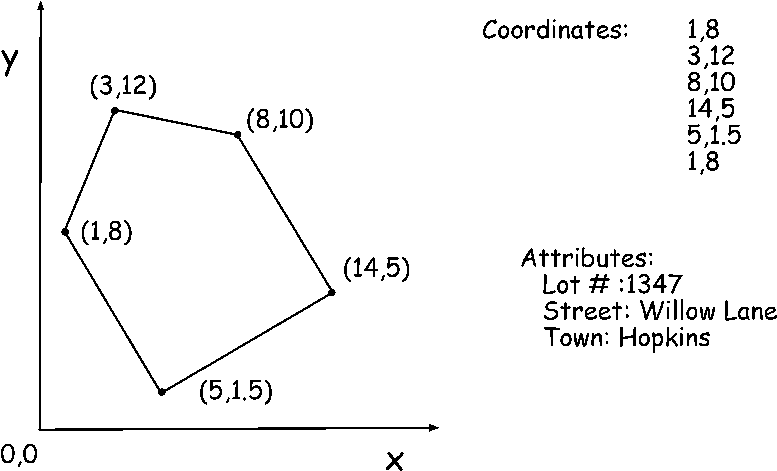 y
(3,12)
(8,10)
(1,8)
(14,5)
(5,1.5)
0,0
x
Coordinates: 1,8
3,12
8,10
14,5
5,1.5
1,8
Attributes:
Lot # :1347
Street: Willow Lane
Town: Hopkins